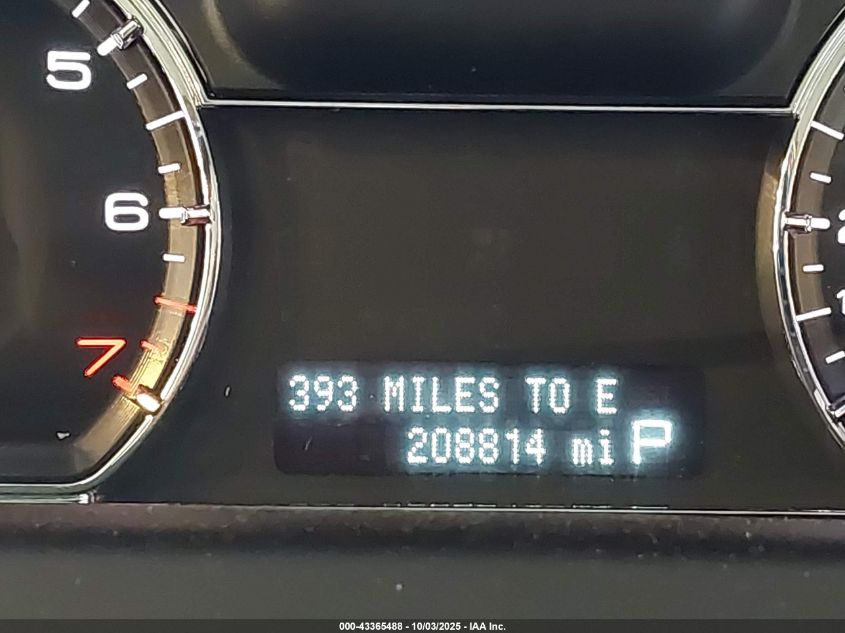 5
6
7
393 MILES TO E
208814 mi P
000-43365488 - 10/03/2025 - IAA Inc.